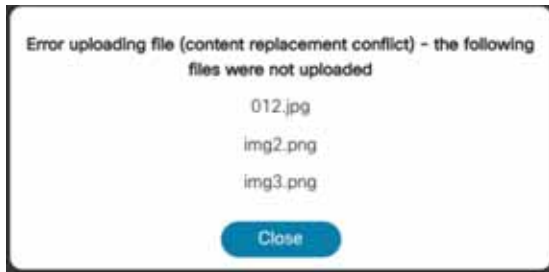 Error uploading file (content replacement conflict) - the following
files were not uploaded
012.jpg
img2.png
img3.png
Close